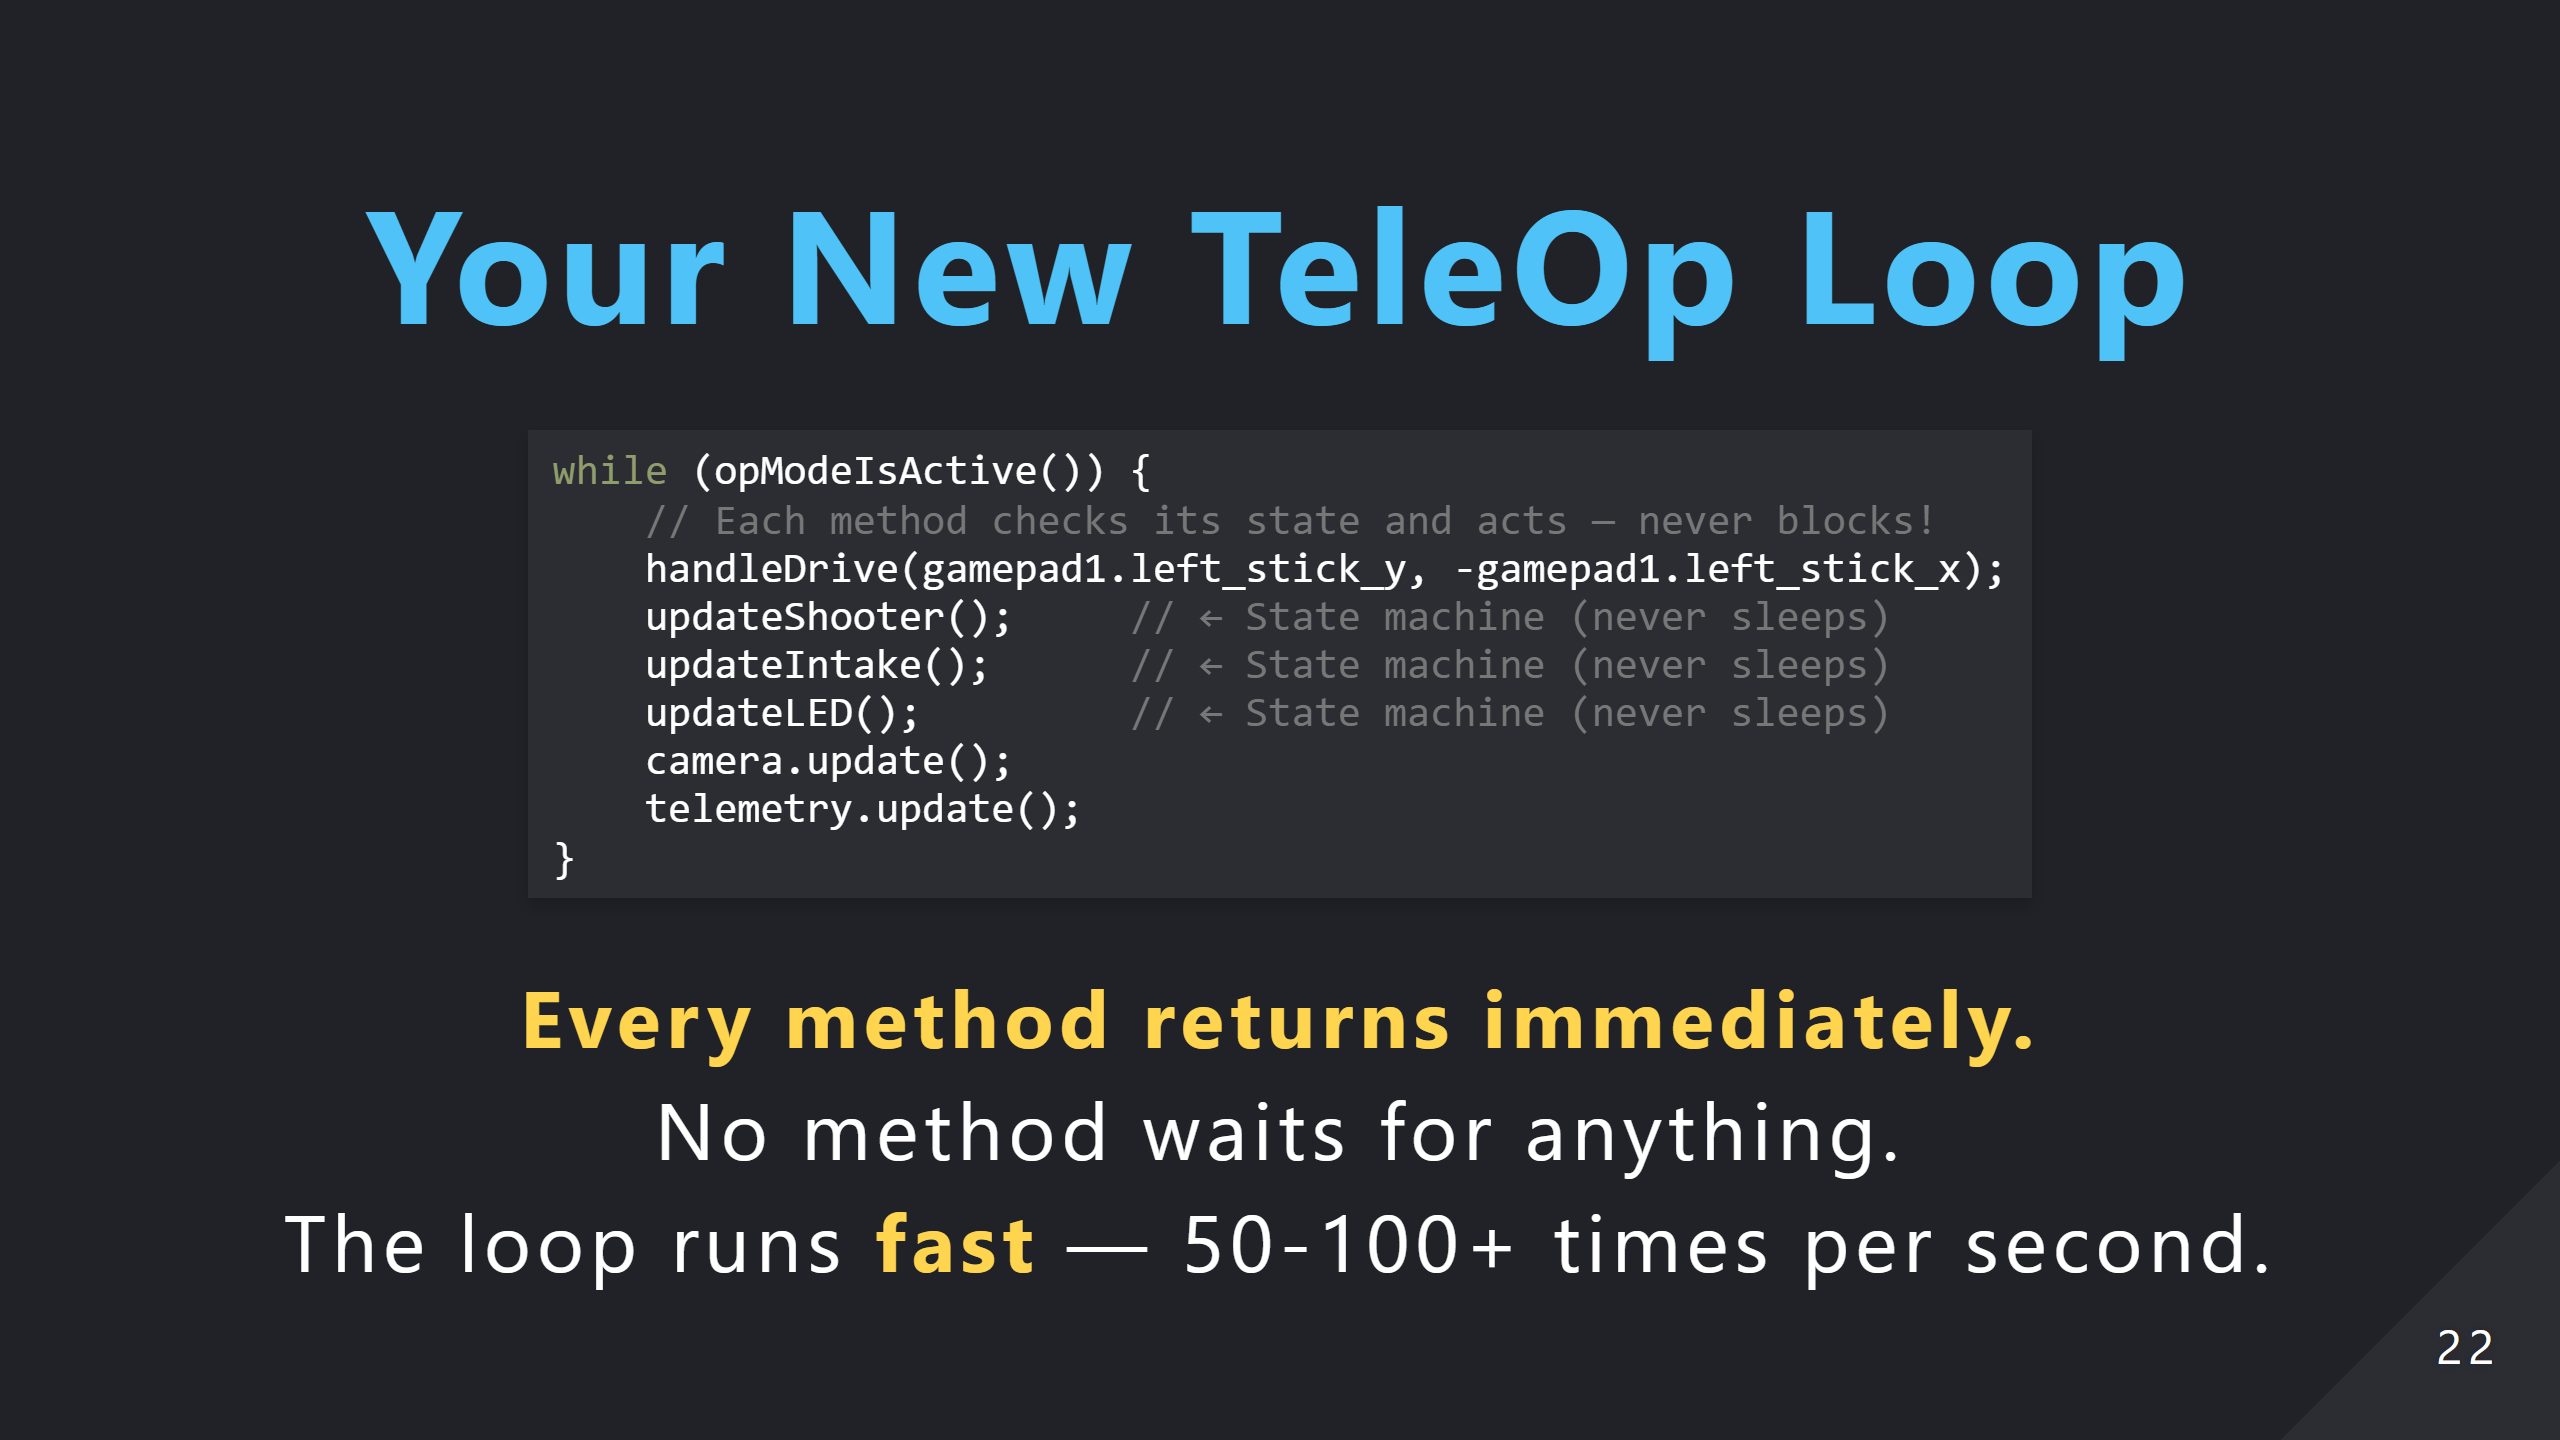 Your New TeleOp Loop
while (opModeIsActive()) {
    // Each method checks its state and acts — never blocks!
    handleDrive(gamepad1.left_stick_y, -gamepad1.left_stick_x);
    updateShooter();     // ← State machine (never sleeps)
    updateIntake();      // ← State machine (never sleeps)
    updateLED();         // ← State machine (never sleeps)
    camera.update();
    telemetry.update();
}
Every method returns immediately.
No method waits for anything.
The loop runs fast — 50-100+ times per second.
22